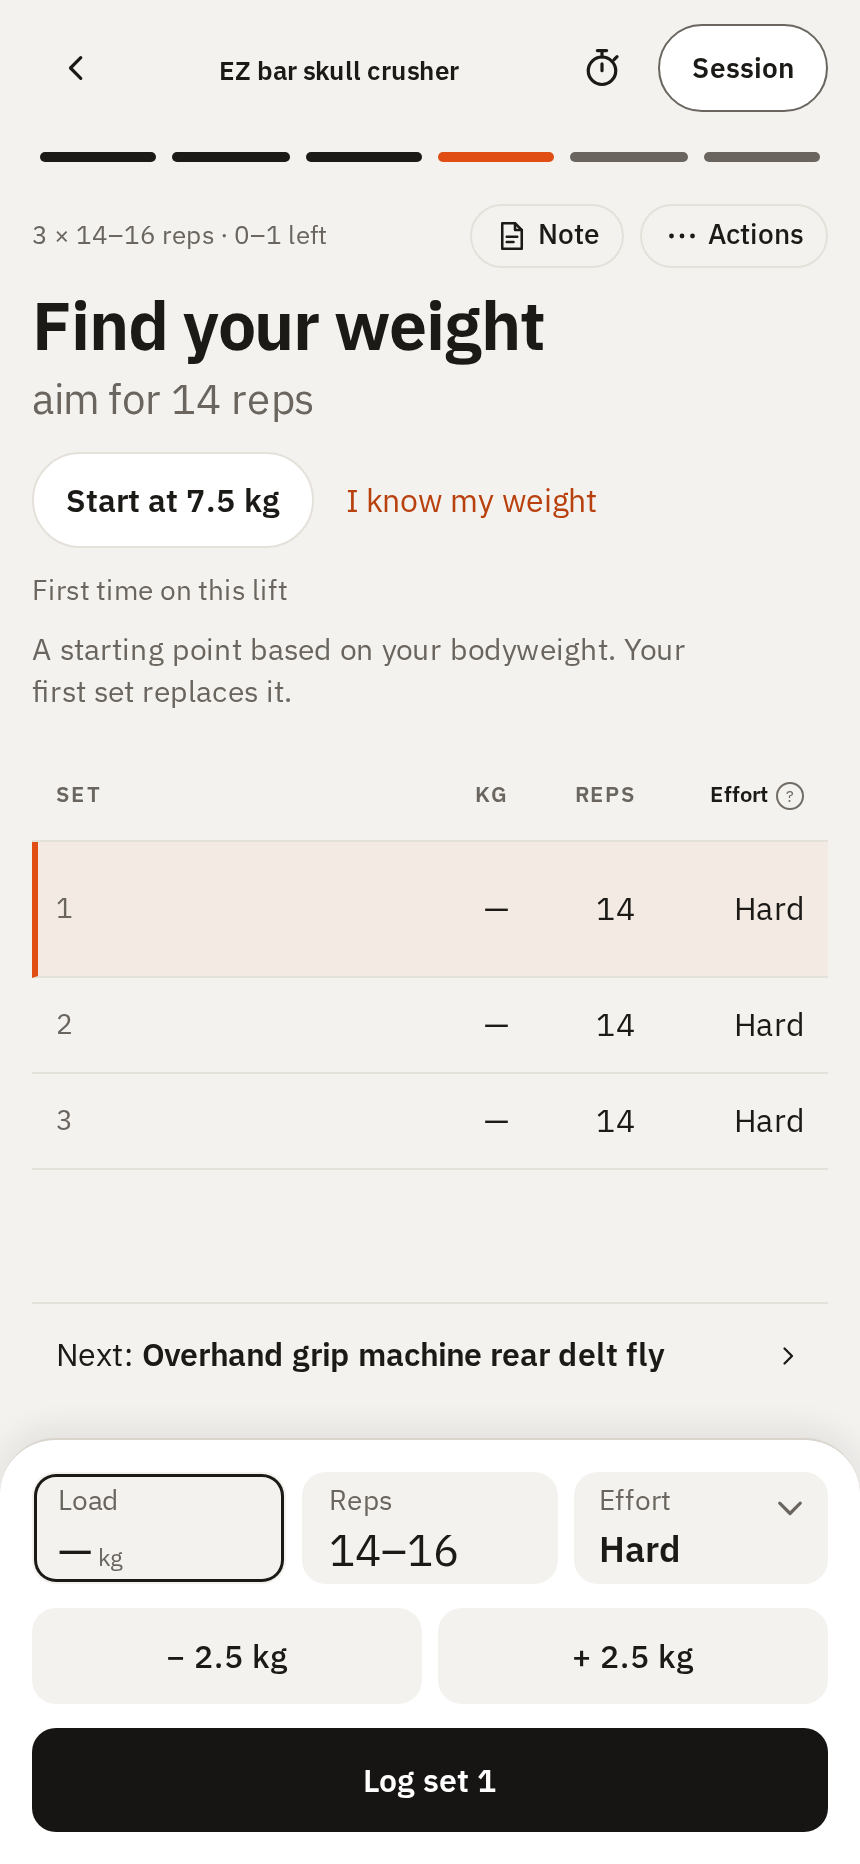 EZ bar skull crusher
Session
3 × 14–16 reps · 0–1 left
Note
Actions
Find your weight
aim for 14 reps
Start at 7.5 kg
I know my weight
First time on this lift
A starting point based on your bodyweight. Your
first set replaces it.
SET KG REPS Effort ?
1 — 14 Hard
2 — 14 Hard
3 — 14 Hard
Next: Overhand grip machine rear delt fly
Load
— kg
Reps
14–16
Effort
Hard
− 2.5 kg
+ 2.5 kg
Log set 1